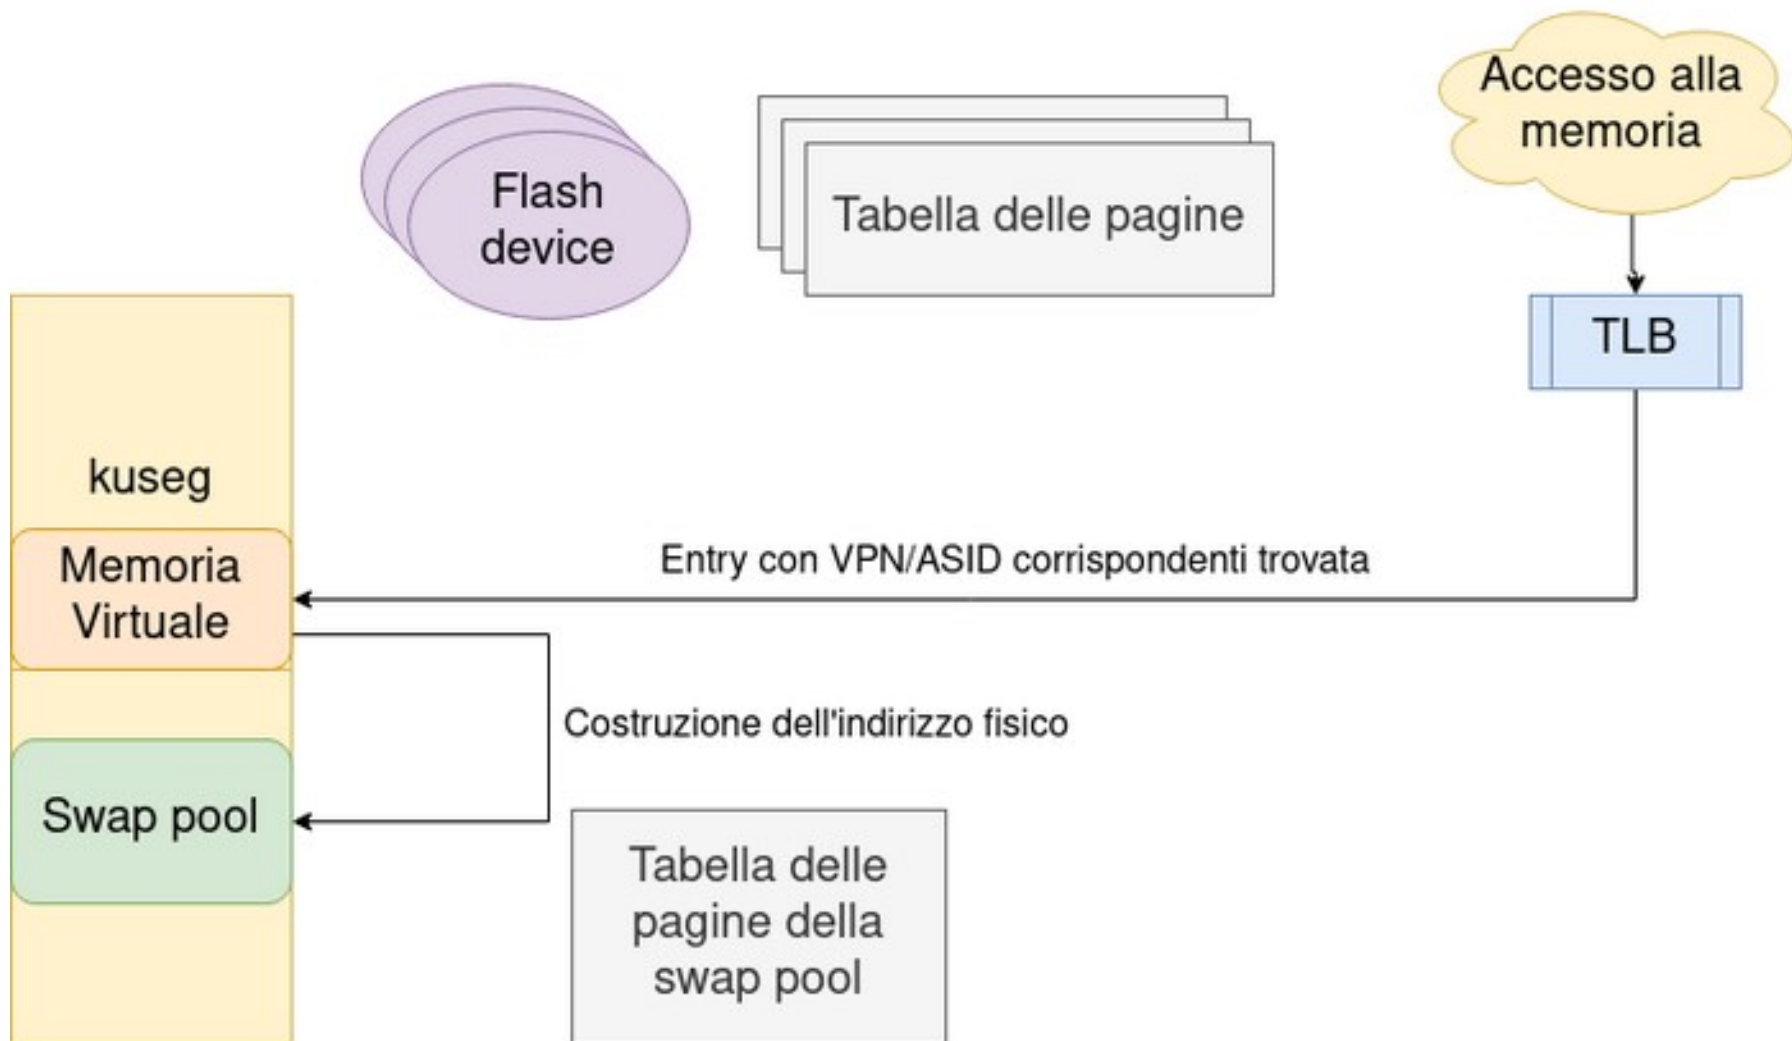 Accesso alla
memoria
Flash
device
Tabella delle pagine
TLB
kuseg
Memoria
Virtuale
Entry con VPN/ASID corrispondenti trovata
Costruzione dell'indirizzo fisico
Swap pool
Tabella delle
pagine della
swap pool